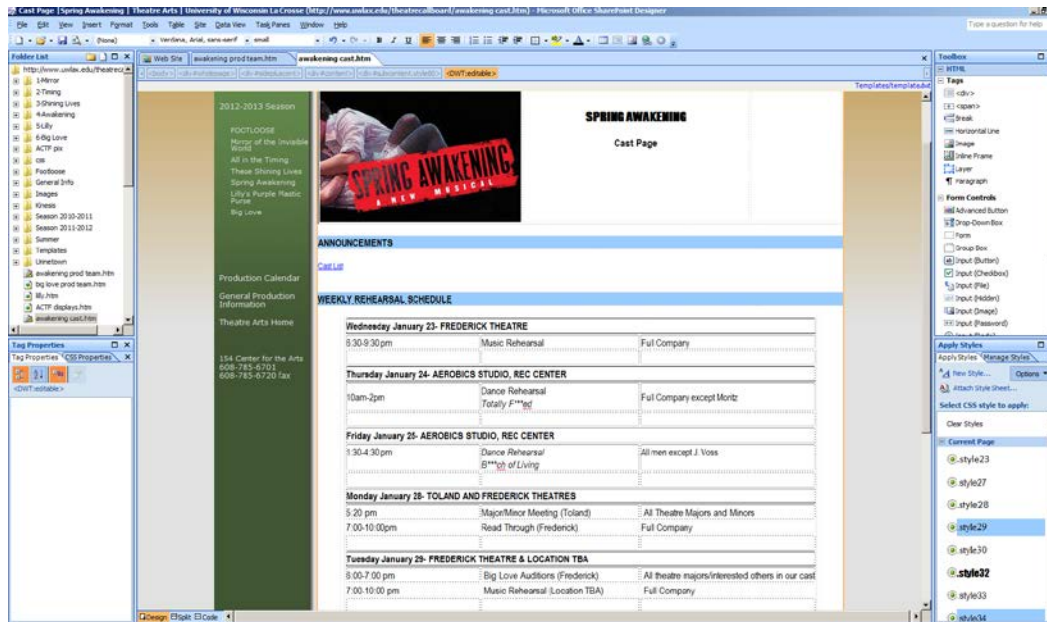 Cast Page |Spring Awakening | Theatre Arts | University of Wisconsin La Crosse (http://www.uwlax.edu/theatrecallboard/awakening cast.htm) - Microsoft Office SharePoint Designer
File Edit View Insert Format Tools Table Site Data View Task Panes Window Help
Type a question for help
(None) Verdana, Arial, sans-serif small
Folder List
http://www.uwlax.edu/theatreca
1-Mirror
2-Timing
3-Shining Lives
4-Awakening
5-Lilly
6-Big Love
ACTF pix
css
Footloose
General Info
Images
Kinesis
Season 2010-2011
Season 2011-2012
Summer
Templates
Urinetown
awakening prod team.htm
big love prod team.htm
lilly.htm
ACTF displays.htm
awakening cast.htm
Tag Properties
Tag Properties CSS Properties
<DWT:editable>
Web Site awakening prod team.htm awakening cast.htm
<DWT:editable>
2012-2013 Season
FOOTLOOSE
Mirror of the Invisible
World
All in the Timing
These Shining Lives
Spring Awakening
Lilly's Purple Plastic
Purse
Big Love
Production Calendar
General Production
Information
Theatre Arts Home
154 Center for the Arts
608-785-6701
608-785-6720 fax
SPRING AWAKENING
A NEW MUSICAL
SPRING AWAKENING
Cast Page
ANNOUNCEMENTS
Cast List
WEEKLY REHEARSAL SCHEDULE
Wednesday January 23- FREDERICK THEATRE
6:30-9:30pm Music Rehearsal Full Company
Thursday January 24- AEROBICS STUDIO, REC CENTER
10am-2pm Dance Rehearsal Full Company except Moritz
Totally F***ed
Friday January 25- AEROBICS STUDIO, REC CENTER
1:30-4:30pm Dance Rehearsal All men except J. Voss
B***ch of Living
Monday January 28- TOLAND AND FREDERICK THEATRES
5:20 pm Major/Minor Meeting (Toland) All Theatre Majors and Minors
7:00-10:00pm Read Through (Frederick) Full Company
Tuesday January 29- FREDERICK THEATRE & LOCATION TBA
Big Love Auditions (Frederick) All theatre majors/interested others in our cast
7:00-10:00 pm Music Rehearsal (Location TBA) Full Company
Design Split Code
Toolbox
HTML
Tags
<div>
<span>
Break
Horizontal Line
Image
Inline Frame
Layer
Paragraph
Form Controls
Advanced Button
Drop-Down Box
Form
Group Box
Input (Button)
Input (Checkbox)
Input (File)
Input (Hidden)
Input (Image)
Input (Password)
Apply Styles
Apply Styles Manage Styles
New Style... Options
Attach Style Sheet...
Select CSS style to apply:
Clear Styles
Current Page
.style23
.style27
.style28
.style29
.style30
.style32
.style33
.style34